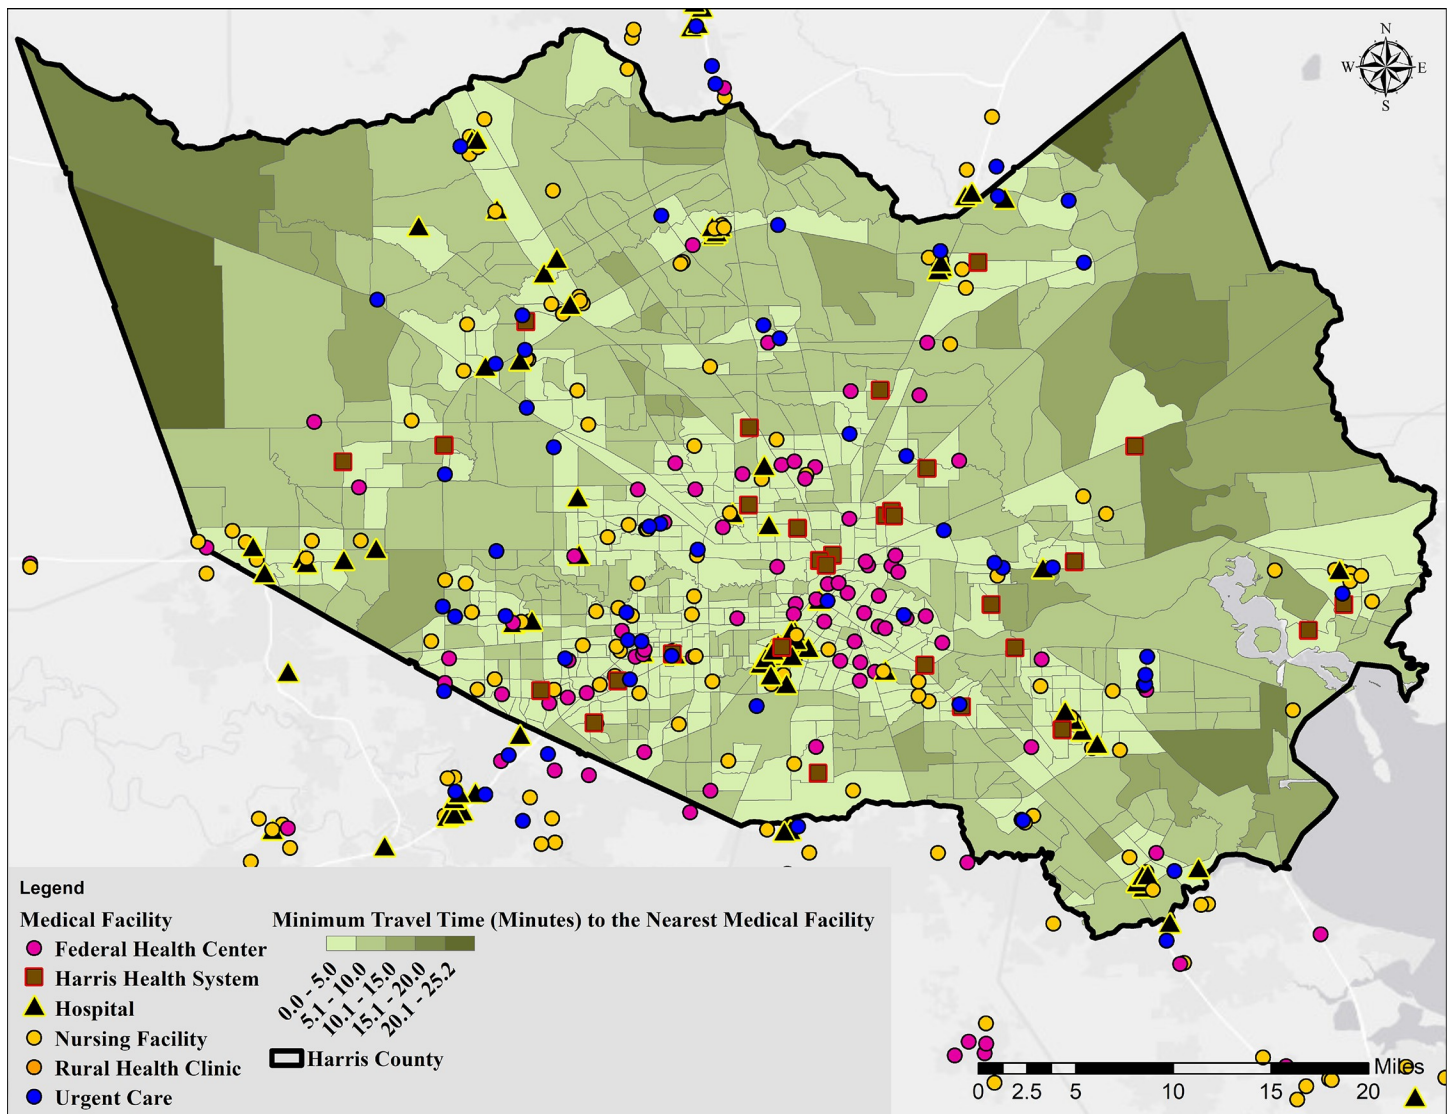 N
W E
S
Legend
Medical Facility
Federal Health Center
Harris Health System
Hospital
Nursing Facility
Rural Health Clinic
Urgent Care
Minimum Travel Time (Minutes) to the Nearest Medical Facility
0.0 - 5.0
5.1 - 10.0
10.1 - 15.0
15.1 - 20.0
20.1 - 25.2
Harris County
Miles
0 2.5 5 10 15 20